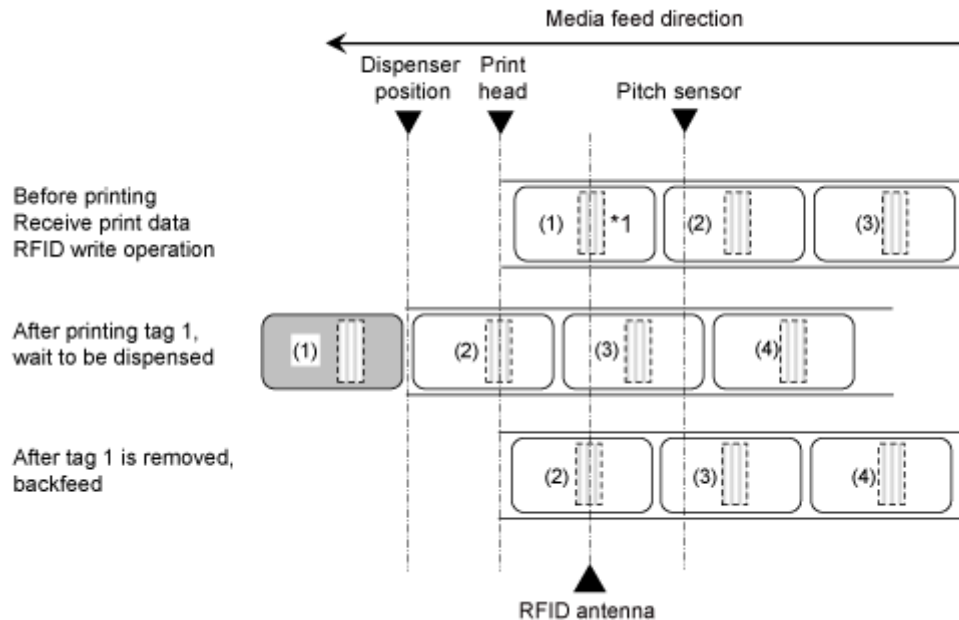 Media feed direction
Dispenser
position
Print
head
Pitch sensor
Before printing
Receive print data
RFID write operation
(1) *1 (2) (3)
After printing tag 1,
wait to be dispensed
(1) (2) (3) (4)
After tag 1 is removed,
backfeed
(2) (3) (4)
RFID antenna